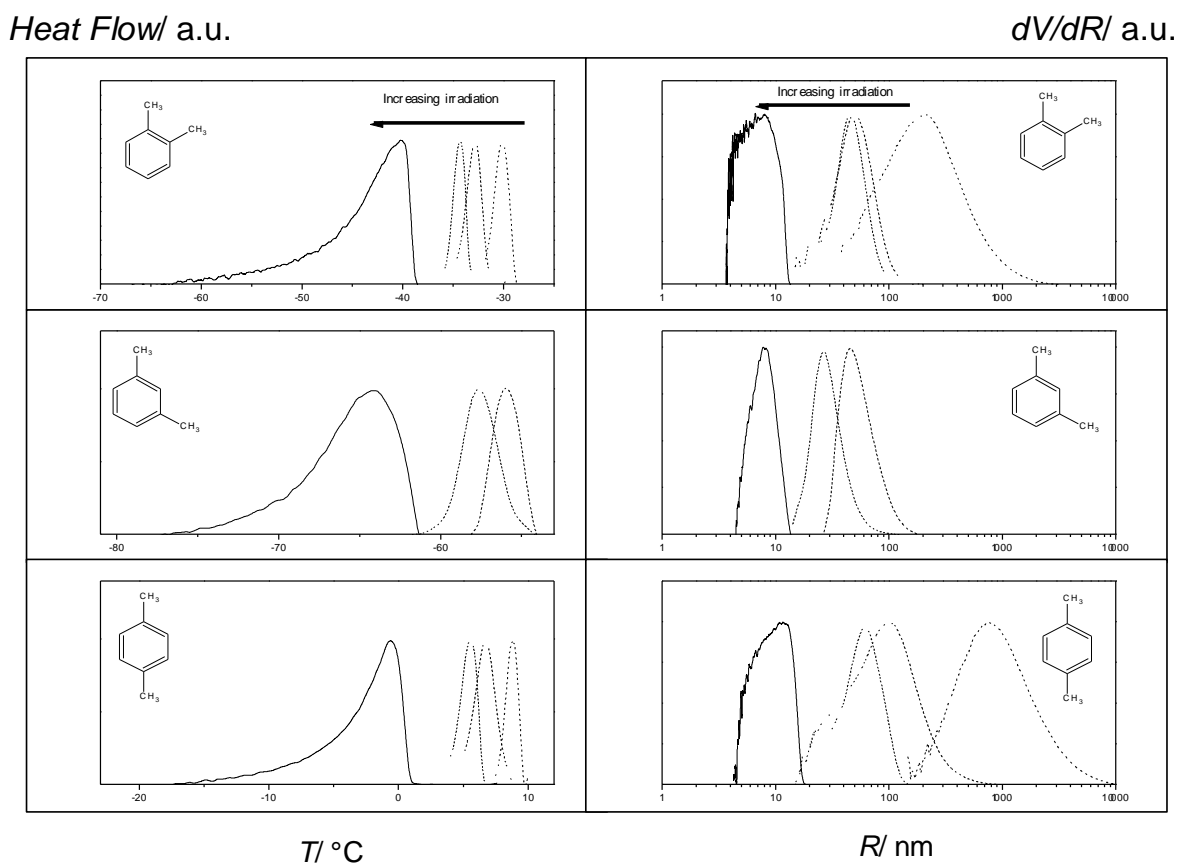 Heat Flow/ a.u.
dV/dR/ a.u.
CH3
CH3
Increasing irradiation
-70 -60 -50 -40 -30
Increasing irradiation
CH3
CH3
1 10 100 1000 10000
CH3
CH3
-80 -70 -60
CH3
CH3
1 10 100 1000 10000
CH3
CH3
-20 -10 0 10
CH3
CH3
1 10 100 1000 10000
T/ °C
R/ nm